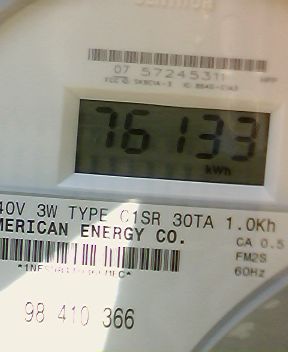 07 57245311
76133
kWh
40V 3W TYPE C1SR 30TA 1.0Kh
MERICAN ENERGY CO.
CA 0.5
FM2S
60Hz
98 410 366